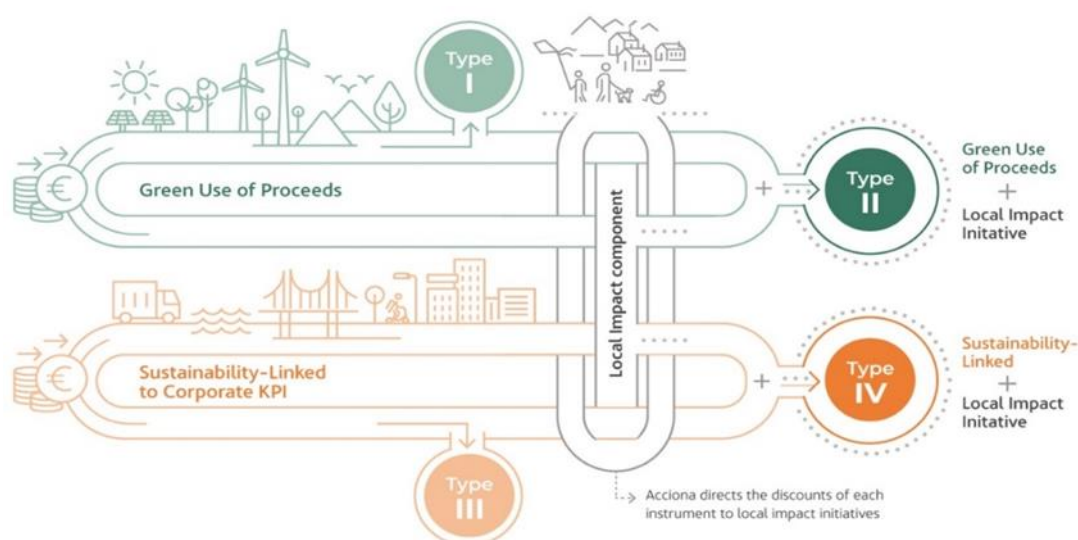 Type
I
Green Use of Proceeds
€
Local Impact component
+
Type
II
Green Use
of Proceeds
+
Local Impact
Initative
Sustainability-Linked
to Corporate KPI
€
+
Type
IV
Sustainability-
Linked
+
Local Impact
Initative
Type
III
Acciona directs the discounts of each
instrument to local impact initiatives